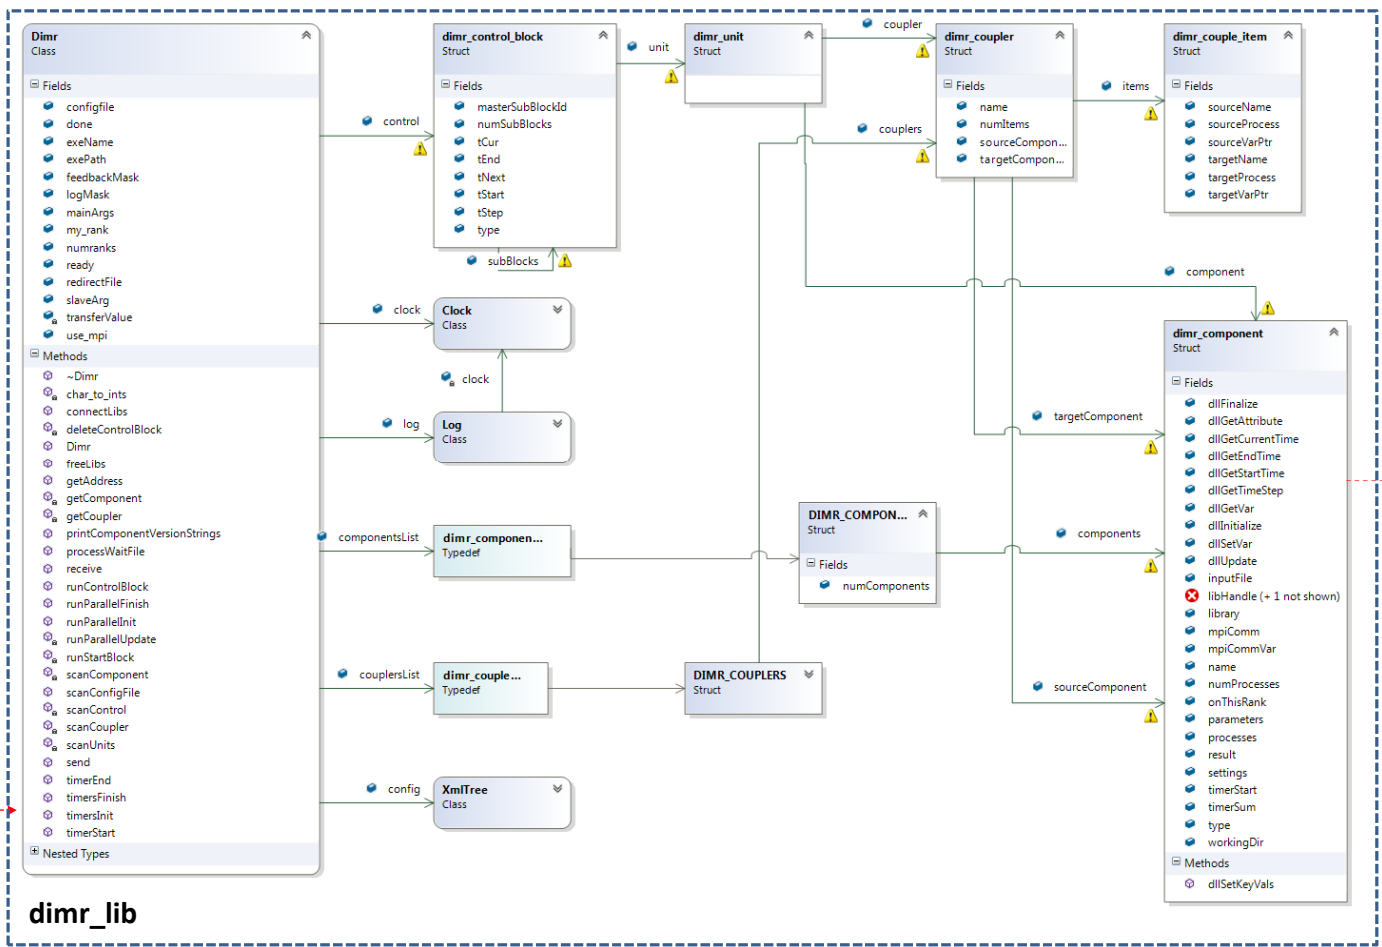 Dimr
Class
Fields
configfile
done
exeName
exePath
feedbackMask
logMask
mainArgs
my_rank
numranks
ready
redirectFile
slaveArg
transferValue
use_mpi
Methods
~Dimr
char_to_ints
connectLibs
deleteControlBlock
Dimr
freeLibs
getAddress
getComponent
getCoupler
printComponentVersionStrings
processWaitFile
receive
runControlBlock
runParallelFinish
runParallelInit
runParallelUpdate
runStartBlock
scanComponent
scanConfigFile
scanControl
scanCoupler
scanUnits
send
timerEnd
timersFinish
timersInit
timerStart
Nested Types
control
clock
log
componentsList
couplersList
config
dimr_control_block
Struct
Fields
masterSubBlockId
numSubBlocks
tCur
tEnd
tNext
tStart
tStep
type
subBlocks
Clock
Class
clock
Log
Class
dimr_componen...
Typedef
dimr_couple...
Typedef
XmlTree
Class
unit
dimr_unit
Struct
coupler
couplers
dimr_coupler
Struct
Fields
name
numItems
sourceCompon...
targetCompon...
items
dimr_couple_item
Struct
Fields
sourceName
sourceProcess
sourceVarPtr
targetName
targetProcess
targetVarPtr
component
targetComponent
components
sourceComponent
DIMR_COMPON...
Struct
Fields
numComponents
DIMR_COUPLERS
Struct
dimr_component
Struct
Fields
dllFinalize
dllGetAttribute
dllGetCurrentTime
dllGetEndTime
dllGetStartTime
dllGetTimeStep
dllGetVar
dllInitialize
dllSetVar
dllUpdate
inputFile
libHandle (+ 1 not shown)
library
mpiComm
mpiCommVar
name
numProcesses
onThisRank
parameters
processes
result
settings
timerStart
timerSum
type
workingDir
Methods
dllSetKeyVals
dimr_lib